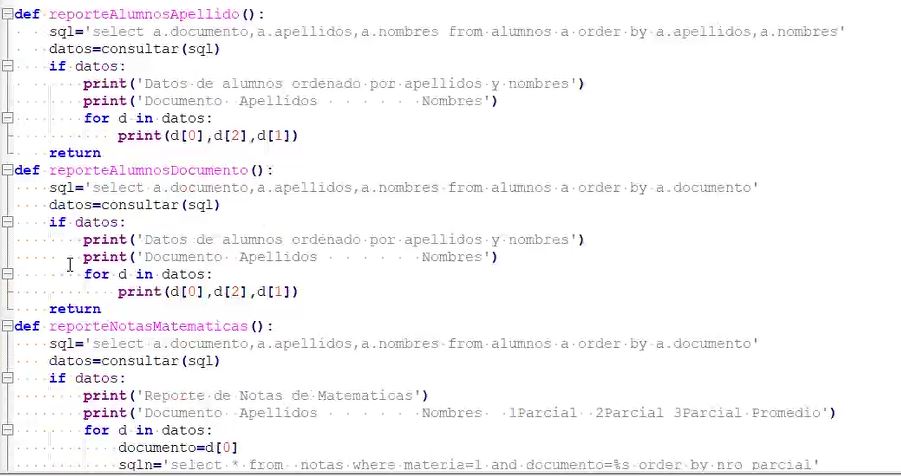 def reporteAlumnosApellido():
sql='select a.documento,a.apellidos,a.nombres from alumnos a order by a.apellidos,a.nombres'
datos=consultar(sql)
if datos:
print('Datos de alumnos ordenado por apellidos y nombres')
print('Documento Apellidos Nombres')
for d in datos:
print(d[0],d[2],d[1])
return
def reporteAlumnosDocumento():
sql='select a.documento,a.apellidos,a.nombres from alumnos a order by a.documento'
datos=consultar(sql)
if datos:
print('Datos de alumnos ordenado por apellidos y nombres')
print('Documento Apellidos Nombres')
for d in datos:
print(d[0],d[2],d[1])
return
def reporteNotasMatematicas():
sql='select a.documento,a.apellidos,a.nombres from alumnos a order by a.documento'
datos=consultar(sql)
if datos:
print('Reporte de Notas de Matematicas')
print('Documento Apellidos Nombres 1Parcial 2Parcial 3Parcial Promedio')
for d in datos:
documento=d[0]
sqln='select * from notas where materia=1 and documento=%s order by nro_parcial'